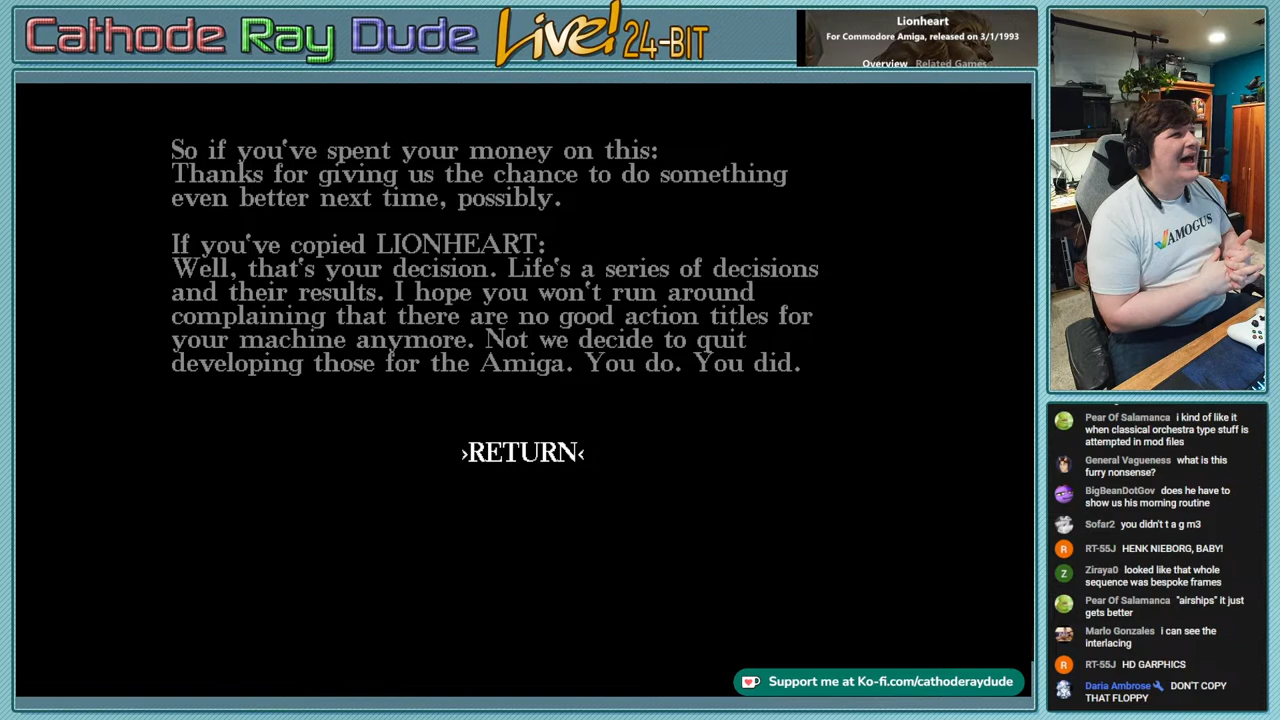 Cathode Ray Dude Live! 24-BIT
Lionheart
For Commodore Amiga, released on 3/1/1993
Overview Related Games
So if you've spent your money on this:
Thanks for giving us the chance to do something
even better next time, possibly.
If you've copied LIONHEART:
Well, that's your decision. Life's a series of decisions
and their results. I hope you won't run around
complaining that there are no good action titles for
your machine anymore. Not we decide to quit
developing those for the Amiga. You do. You did.
›RETURN‹
Support me at Ko-fi.com/cathoderaydude
AMOGUS
Pear Of Salamanca i kind of like it
when classical orchestra type stuff is
attempted in mod files
General Vagueness what is this
furry nonsense?
BigBeanDotGov does he have to
show us his morning routine
Sofar2 you didn't t a g m3
R RT-55J HENK NIEBORG, BABY!
Z Ziraya0 looked like that whole
sequence was bespoke frames
Pear Of Salamanca "airships" it just
gets better
Marlo Gonzales i can see the
interlacing
R RT-55J HD GARPHICS
Daria Ambrose DON'T COPY
THAT FLOPPY